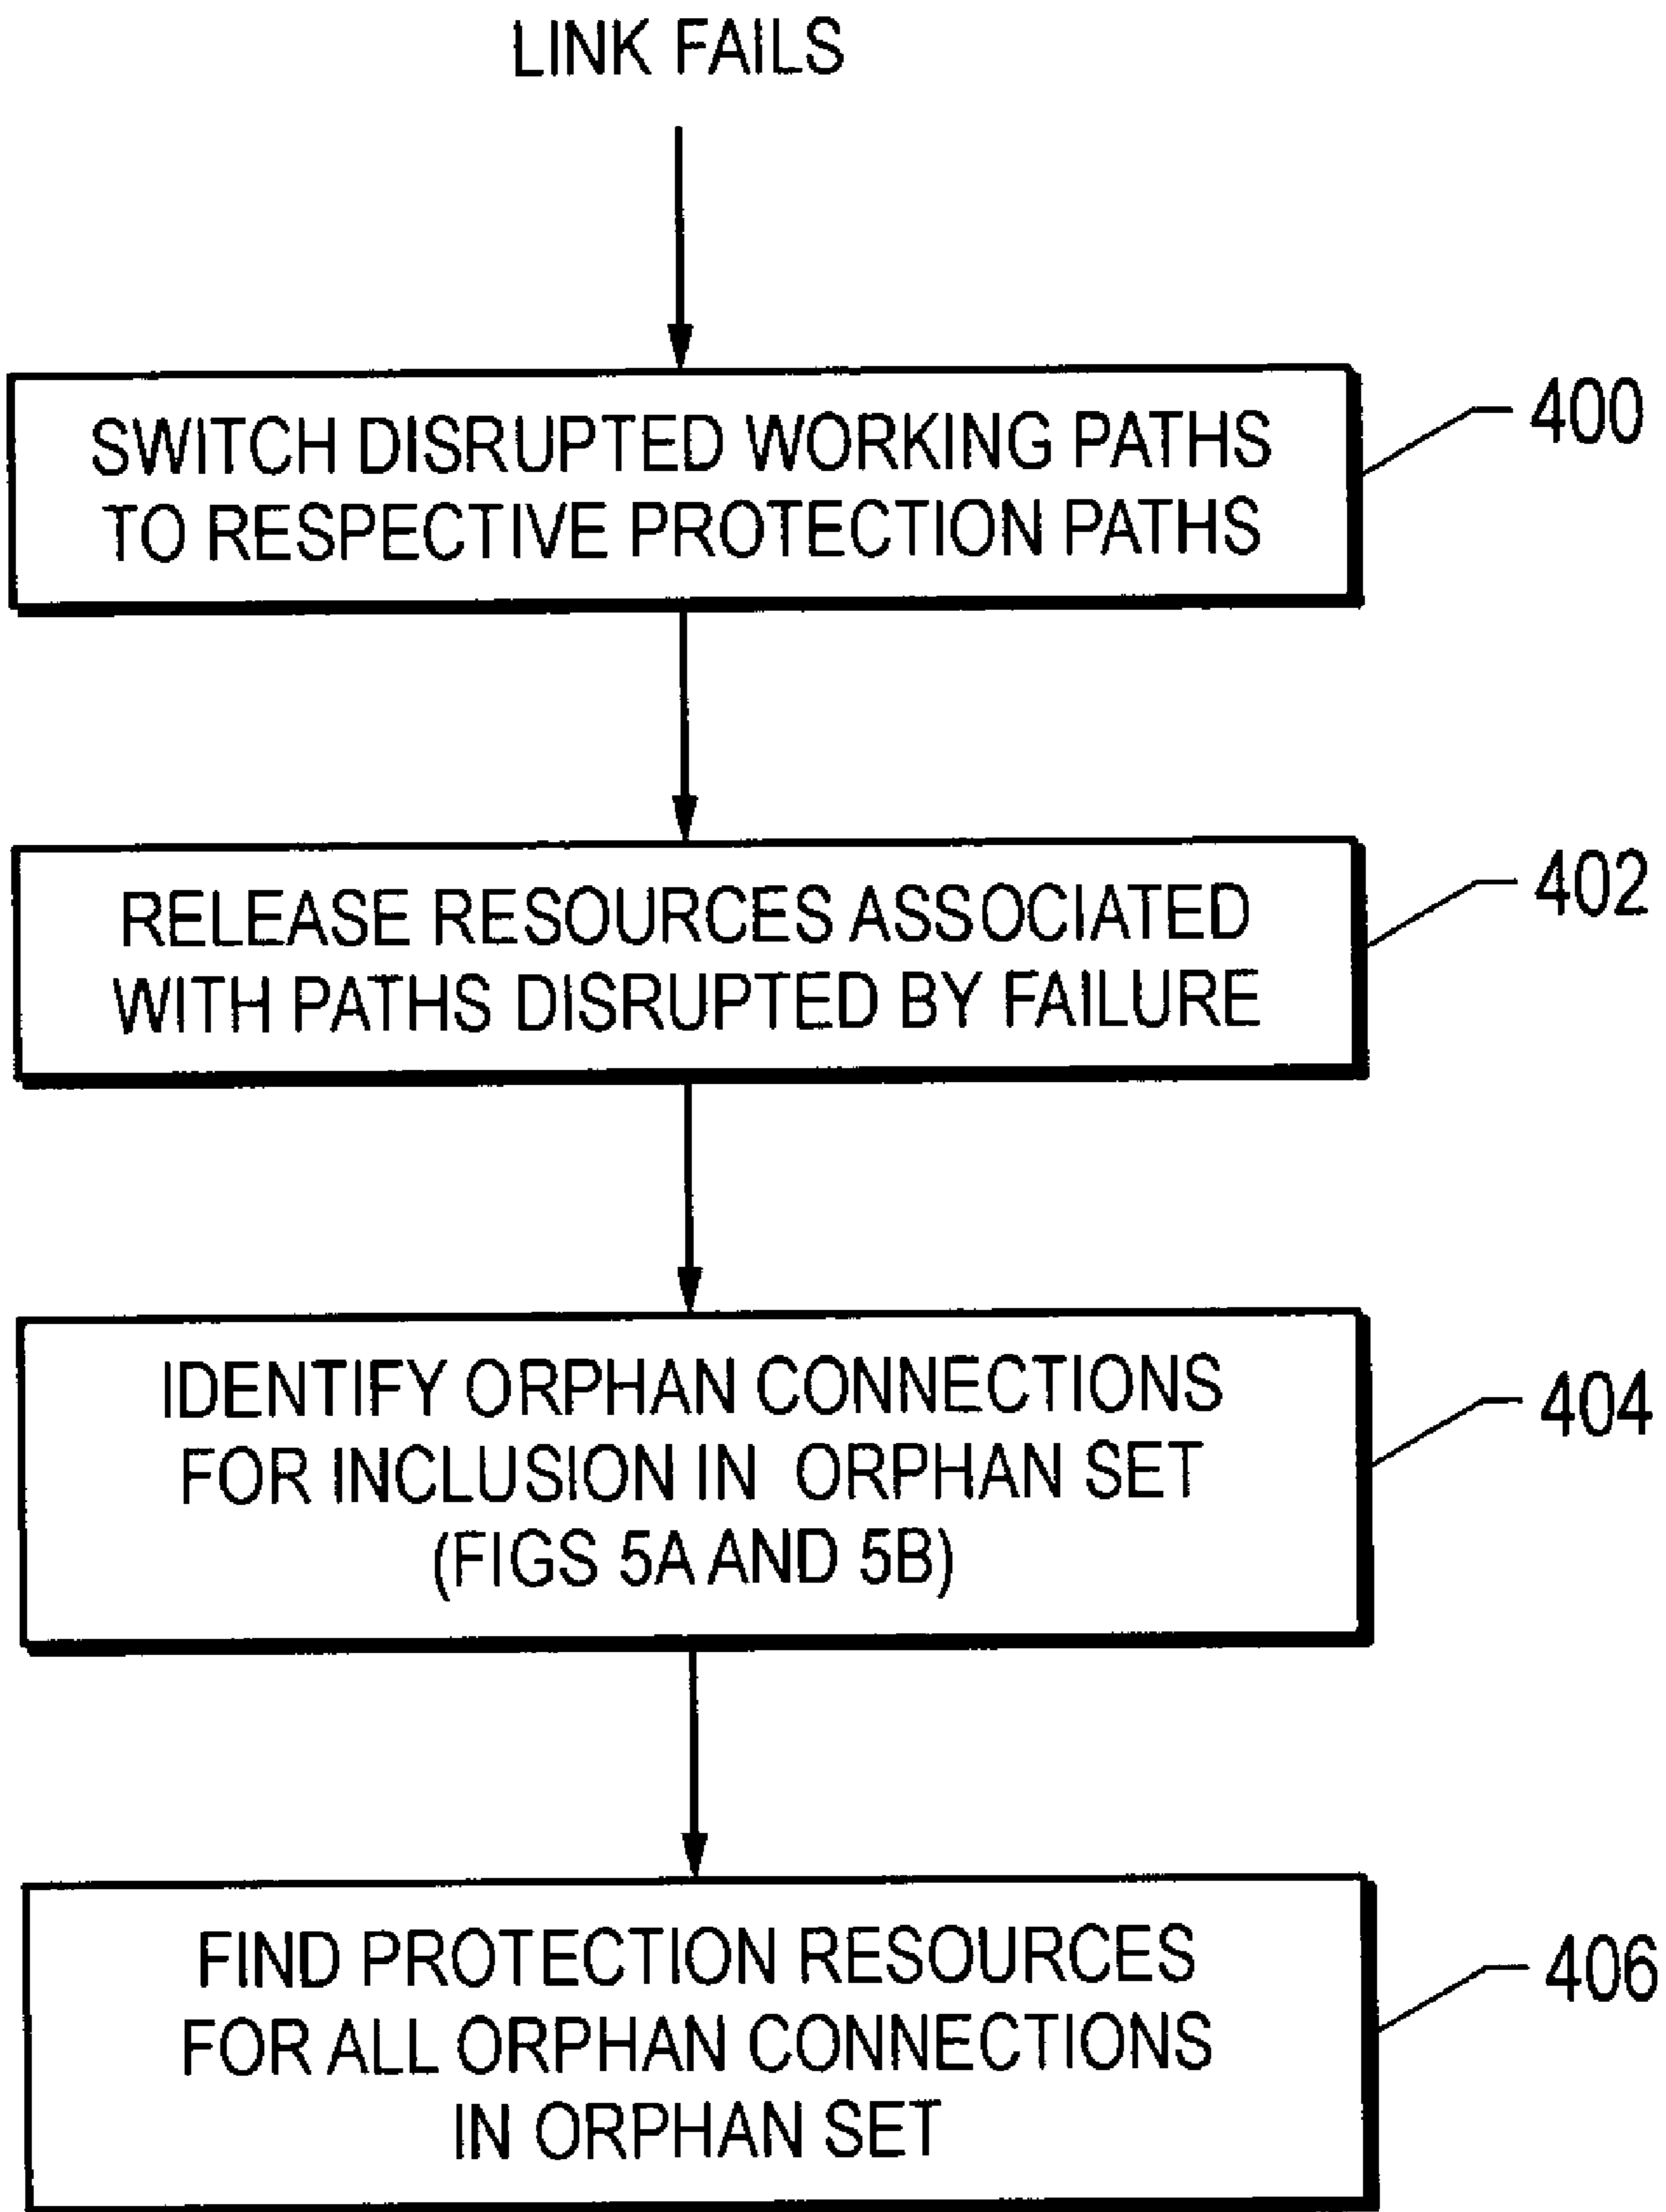 LINK FAILS
SWITCH DISRUPTED WORKING PATHS
TO RESPECTIVE PROTECTION PATHS
400
RELEASE RESOURCES ASSOCIATED
WITH PATHS DISRUPTED BY FAILURE
402
IDENTIFY ORPHAN CONNECTIONS
FOR INCLUSION IN ORPHAN SET
(FIGS 5A AND 5B)
404
FIND PROTECTION RESOURCES
FOR ALL ORPHAN CONNECTIONS
IN ORPHAN SET
406